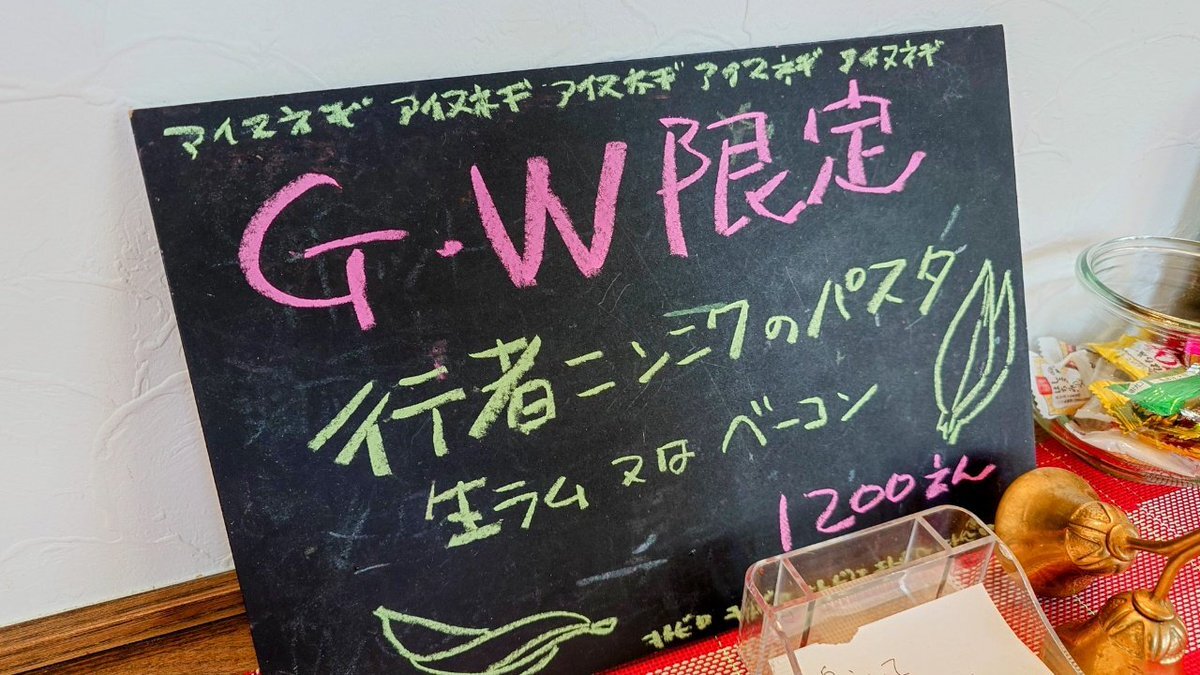 アイヌネギ アイヌネギ アイヌネギ アイヌネギ アイヌネギ
G・W限定
行者ニンニクのパスタ
生ラム又はベーコン
1200えん